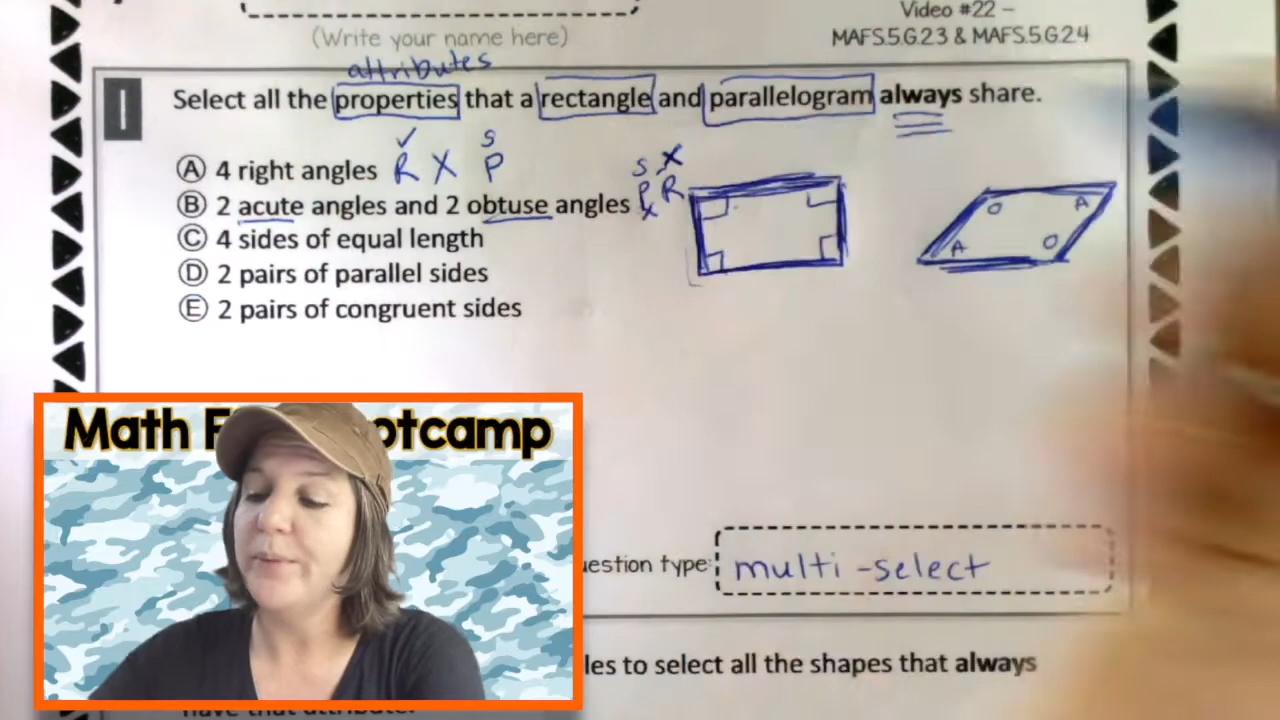 (Write your name here)
Video #22 –
MAFS.5.G.2.3 & MAFS.5.G.2.4
attributes
1
Select all the properties that a rectangle and parallelogram always share.
A 4 right angles R ✓ X P S
B 2 acute angles and 2 obtuse angles P S X R X
C 4 sides of equal length
D 2 pairs of parallel sides
E 2 pairs of congruent sides
O A
A O
Math otcamp
uestion type: multi-select
les to select all the shapes that always
have that attribute.